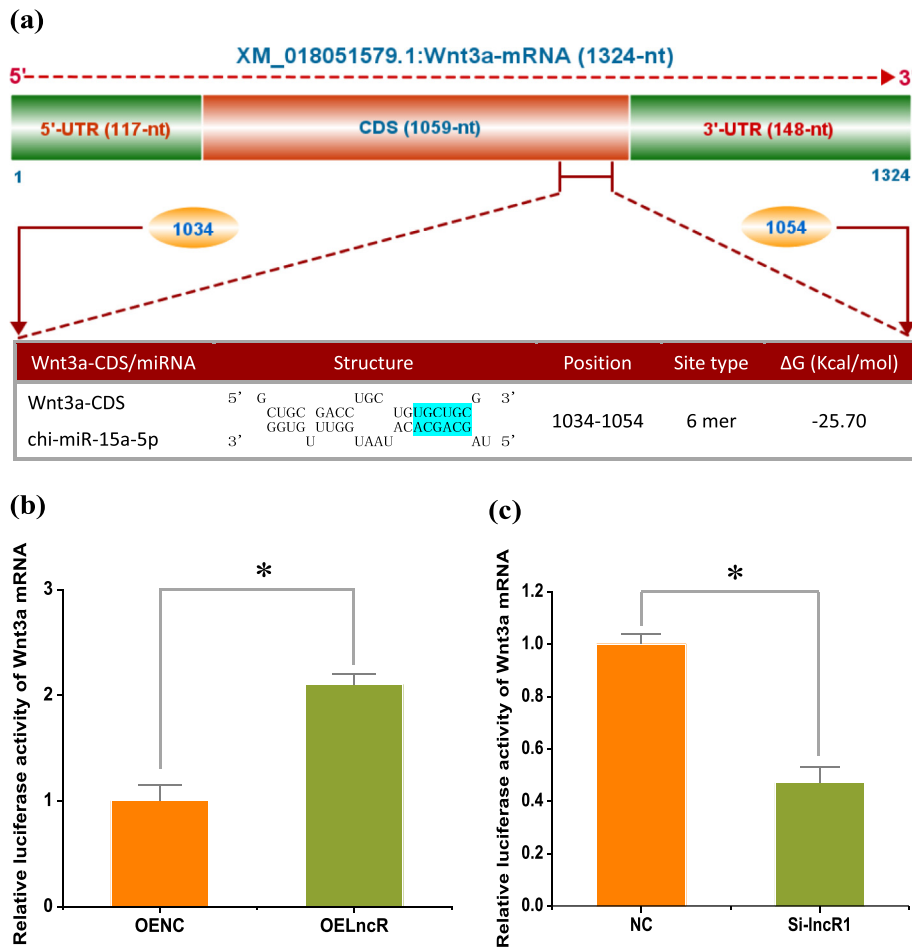 (a)
XM_018051579.1:Wnt3a-mRNA (1324-nt)
5' 3'
5'-UTR (117-nt) CDS (1059-nt) 3'-UTR (148-nt)
1 1324
1034 1054
Wnt3a-CDS/miRNA Structure Position Site type ΔG (Kcal/mol)
Wnt3a-CDS 5' G UGC G 3'
CUGC GACC UGUGCUGC
1034-1054 6 mer -25.70
GGUG UUGG ACACGACG
chi-miR-15a-5p 3' U UAAU AU 5'
(b)
Relative luciferase activity of Wnt3a mRNA
3
2
1
0
*
OENC OELncR
(c)
Relative luciferase activity of Wnt3a mRNA
1.2
1.0
0.8
0.6
0.4
0.2
0.0
*
NC Si-lncR1